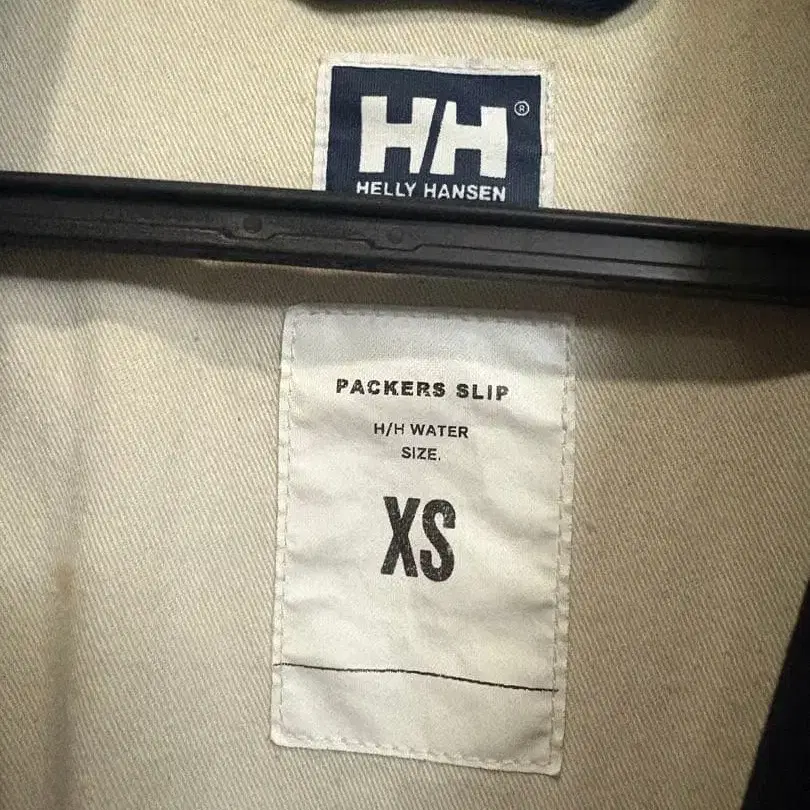 H/H®
HELLY HANSEN
PACKERS SLIP
H/H WATER
SIZE.
XS